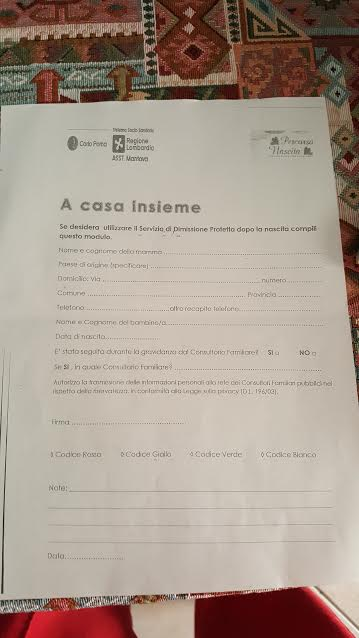 Sistema Socio Sanitario
Carlo Poma
Regione
Lombardia
ASST Mantova
Percorso
Nascita
A casa insieme
Se desidera utilizzare il Servizio di Dimissione Protetta dopo la nascita compili
questo modulo.
Nome e cognome della mamma
Paese di origine (specificare)
Domicilio: Via numero
Comune Provincia
Telefono altro recapito telefono
Nome e Cognome del bambino/a
Data di nascita
E' stata seguita durante la gravidanza dal Consultorio Familiare? SI □ NO □
Se SI , in quale Consultorio Familiare?
Autorizzo la trasmissione delle informazioni personali alla rete dei Consultori Familiari pubblici nel
rispetto della riservatezza, in conformità alla Legge sulla privacy (D.L. 196/03).
Firma
◊ Codice Rosso ◊ Codice Giallo ◊ Codice Verde ◊ Codice Bianco
Note:
Data